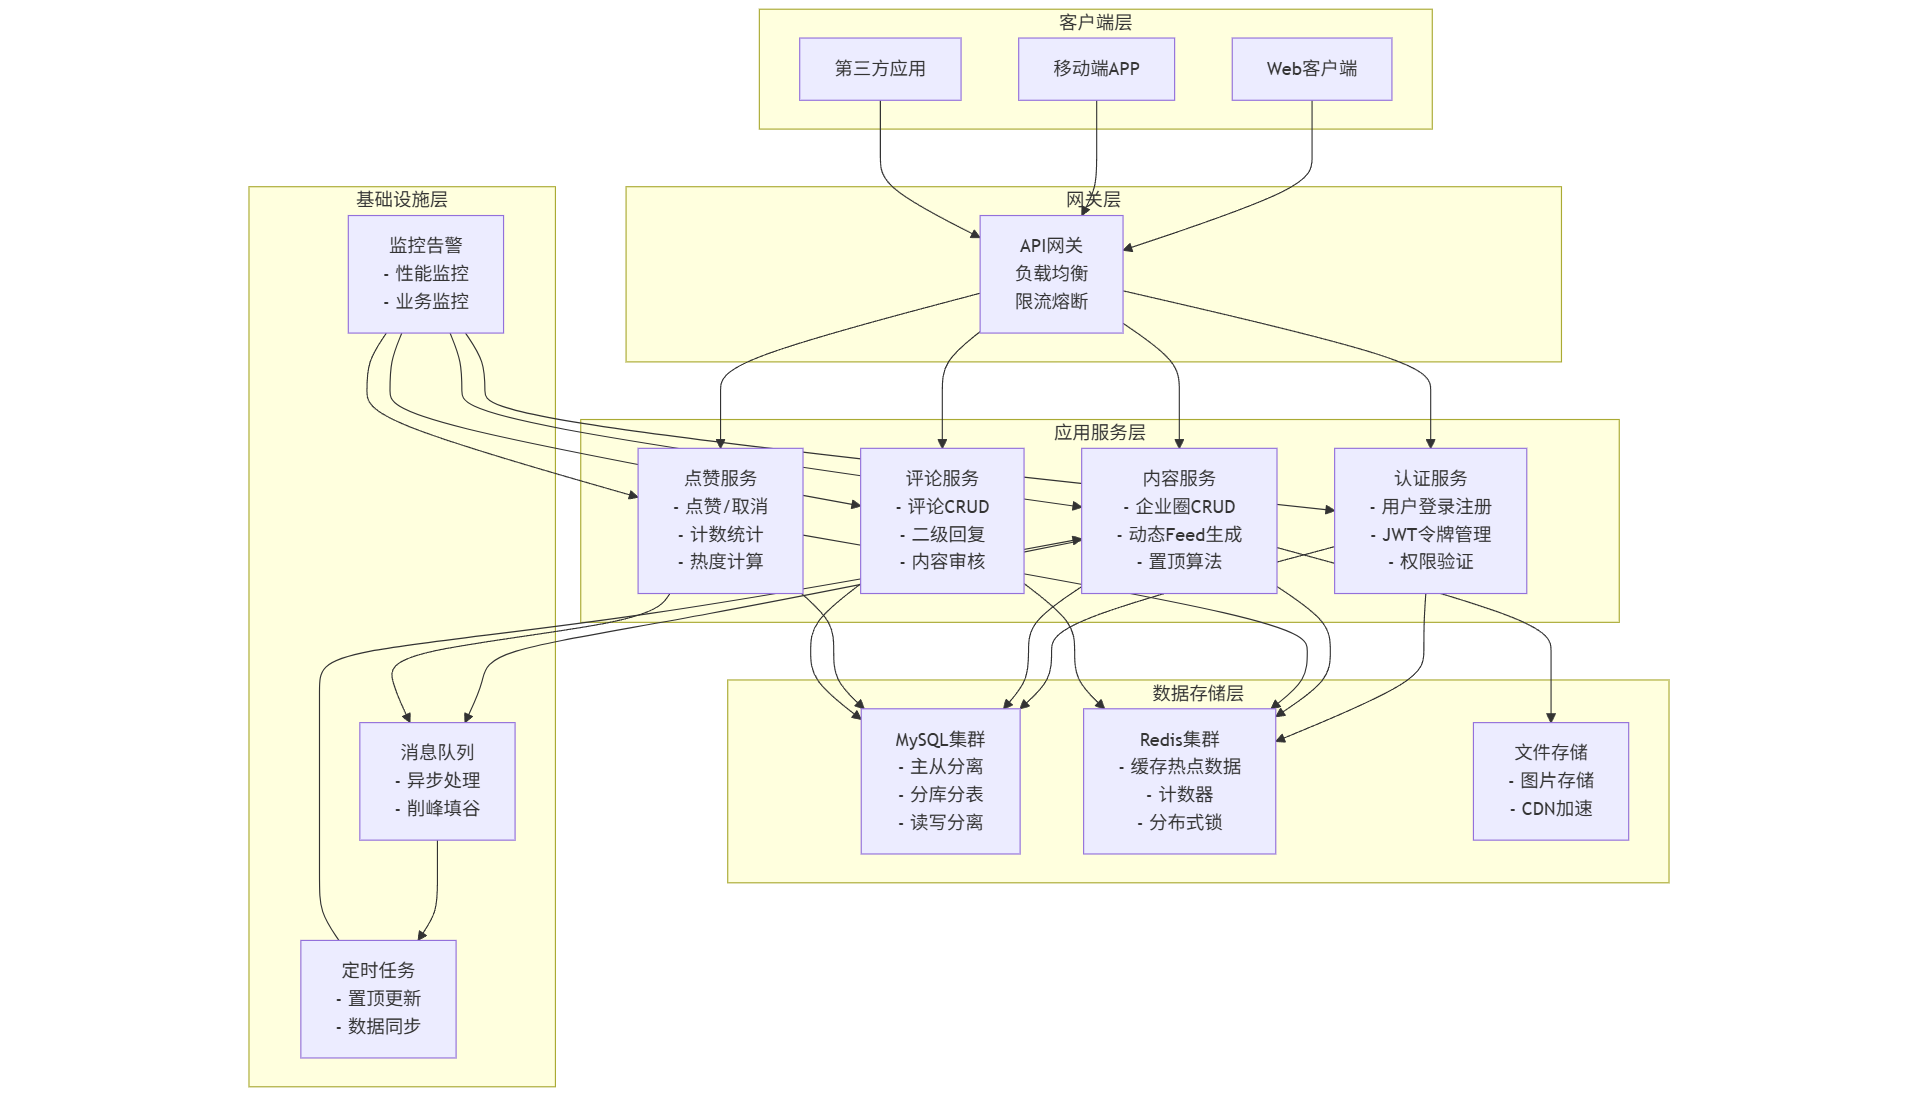 客户端层
第三方应用
移动端APP
Web客户端
基础设施层
监控告警
- 性能监控
- 业务监控
网关层
API网关
负载均衡
限流熔断
应用服务层
点赞服务
- 点赞/取消
- 计数统计
- 热度计算
评论服务
- 评论CRUD
- 二级回复
- 内容审核
内容服务
- 企业圈CRUD
- 动态Feed生成
- 置顶算法
认证服务
- 用户登录注册
- JWT令牌管理
- 权限验证
消息队列
- 异步处理
- 削峰填谷
数据存储层
MySQL集群
- 主从分离
- 分库分表
- 读写分离
Redis集群
- 缓存热点数据
- 计数器
- 分布式锁
文件存储
- 图片存储
- CDN加速
定时任务
- 置顶更新
- 数据同步